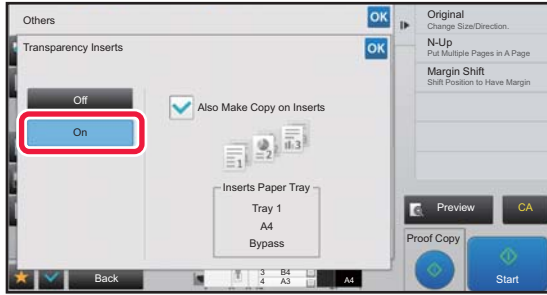 Others
OK
Transparency Inserts
OK
Off
On
Also Make Copy on Inserts
1
2
3
Inserts Paper Tray
Tray 1
A4
Bypass
Back
3 B4
4 A3
A4
Original
Change Size/Direction.
N-Up
Put Multiple Pages in A Page
Margin Shift
Shift Position to Have Margin
Preview
CA
Proof Copy
Start